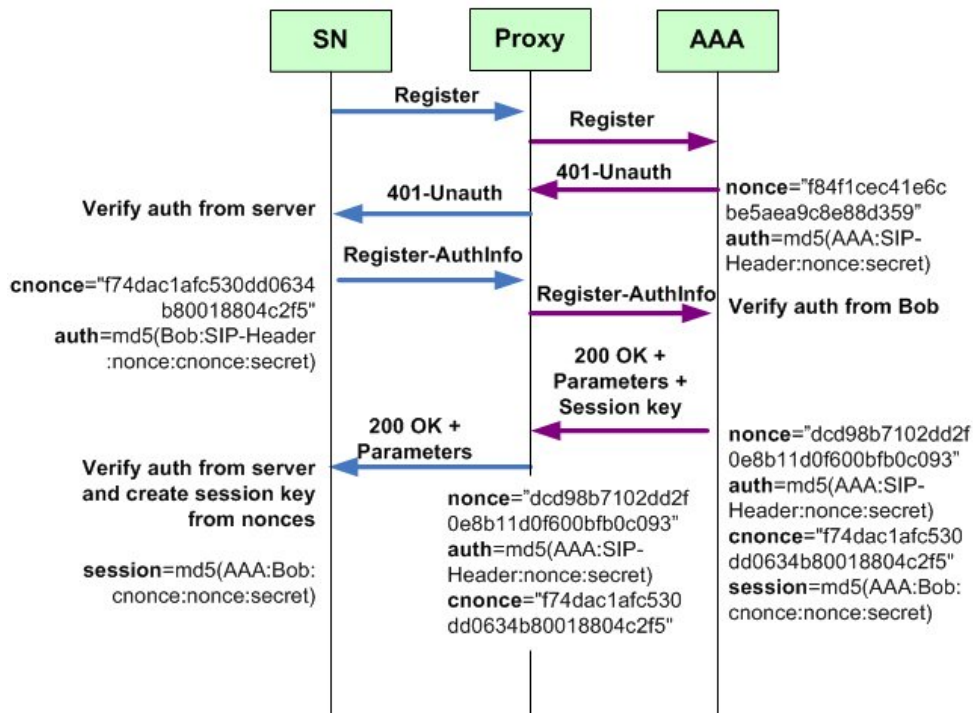 SN
Proxy
AAA
Register
Register
401-Unauth
nonce="f84f1cec41e6c
be5aea9c8e88d359"
auth=md5(AAA:SIP-
Header:nonce:secret)
401-Unauth
Verify auth from server
Register-AuthInfo
cnonce="f74dac1afc530dd0634
b80018804c2f5"
auth=md5(Bob:SIP-Header
:nonce:cnonce:secret)
Register-AuthInfo
Verify auth from Bob
200 OK +
Parameters +
Session key
nonce="dcd98b7102dd2f
0e8b11d0f600bfb0c093"
auth=md5(AAA:SIP-
Header:nonce:secret)
cnonce="f74dac1afc530
dd0634b80018804c2f5"
session=md5(AAA:Bob:
cnonce:nonce:secret)
200 OK +
Parameters
Verify auth from server
and create session key
from nonces
session=md5(AAA:Bob:
cnonce:nonce:secret)
nonce="dcd98b7102dd2f
0e8b11d0f600bfb0c093"
auth=md5(AAA:SIP-
Header:nonce:secret)
cnonce="f74dac1afc530
dd0634b80018804c2f5"